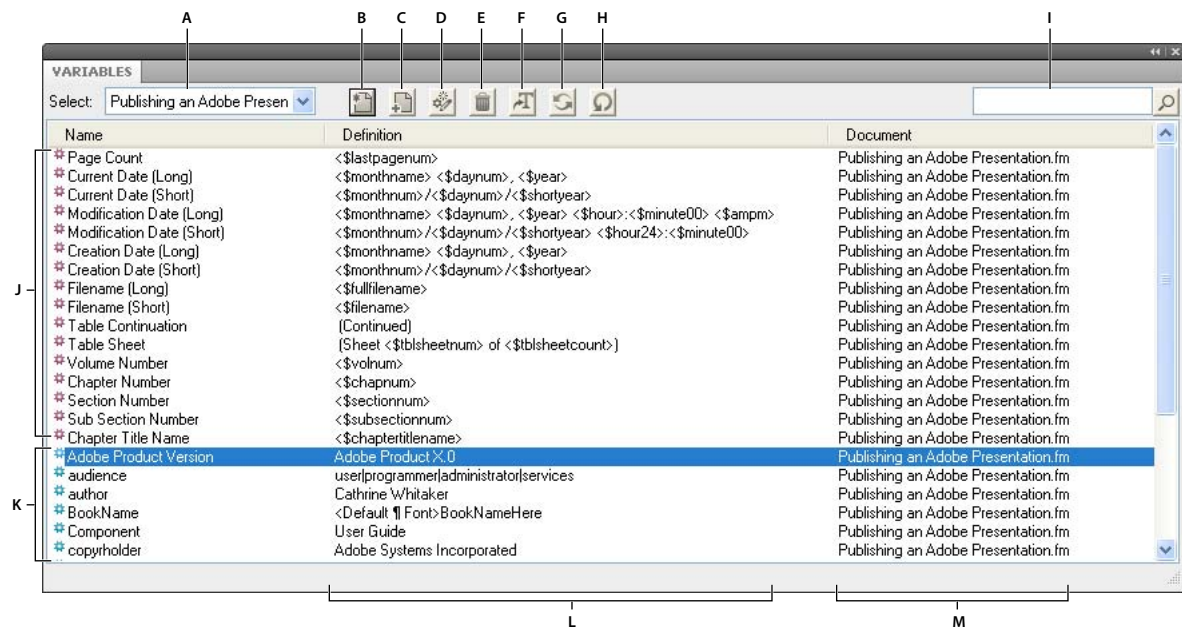 A B C D E F G H I
VARIABLES
Select: Publishing an Adobe Presen
Name Definition Document
Page Count <$lastpagenum> Publishing an Adobe Presentation.fm
Current Date (Long) <$monthname> <$daynum>, <$year> Publishing an Adobe Presentation.fm
Current Date (Short) <$monthnum>/<$daynum>/<$shortyear> Publishing an Adobe Presentation.fm
Modification Date (Long) <$monthname> <$daynum>, <$year> <$hour>:<$minute00> <$ampm> Publishing an Adobe Presentation.fm
Modification Date (Short) <$monthnum>/<$daynum>/<$shortyear> <$hour24>:<$minute00> Publishing an Adobe Presentation.fm
Creation Date (Long) <$monthname> <$daynum>, <$year> Publishing an Adobe Presentation.fm
Creation Date (Short) <$monthnum>/<$daynum>/<$shortyear> Publishing an Adobe Presentation.fm
J Filename (Long) <$fullfilename> Publishing an Adobe Presentation.fm
Filename (Short) <$filename> Publishing an Adobe Presentation.fm
Table Continuation (Continued) Publishing an Adobe Presentation.fm
Table Sheet (Sheet <$tblsheetnum> of <$tblsheetcount>) Publishing an Adobe Presentation.fm
Volume Number <$volnum> Publishing an Adobe Presentation.fm
Chapter Number <$chapnum> Publishing an Adobe Presentation.fm
Section Number <$sectionnum> Publishing an Adobe Presentation.fm
Sub Section Number <$subsectionnum> Publishing an Adobe Presentation.fm
Chapter Title Name <$chaptertitlename> Publishing an Adobe Presentation.fm
Adobe Product Version Adobe Product X.0 Publishing an Adobe Presentation.fm
audience user|programmer|administrator|services Publishing an Adobe Presentation.fm
K author Cathrine Whitaker Publishing an Adobe Presentation.fm
BookName <Default ¶ Font>BookNameHere Publishing an Adobe Presentation.fm
Component User Guide Publishing an Adobe Presentation.fm
copyrholder Adobe Systems Incorporated Publishing an Adobe Presentation.fm
L M